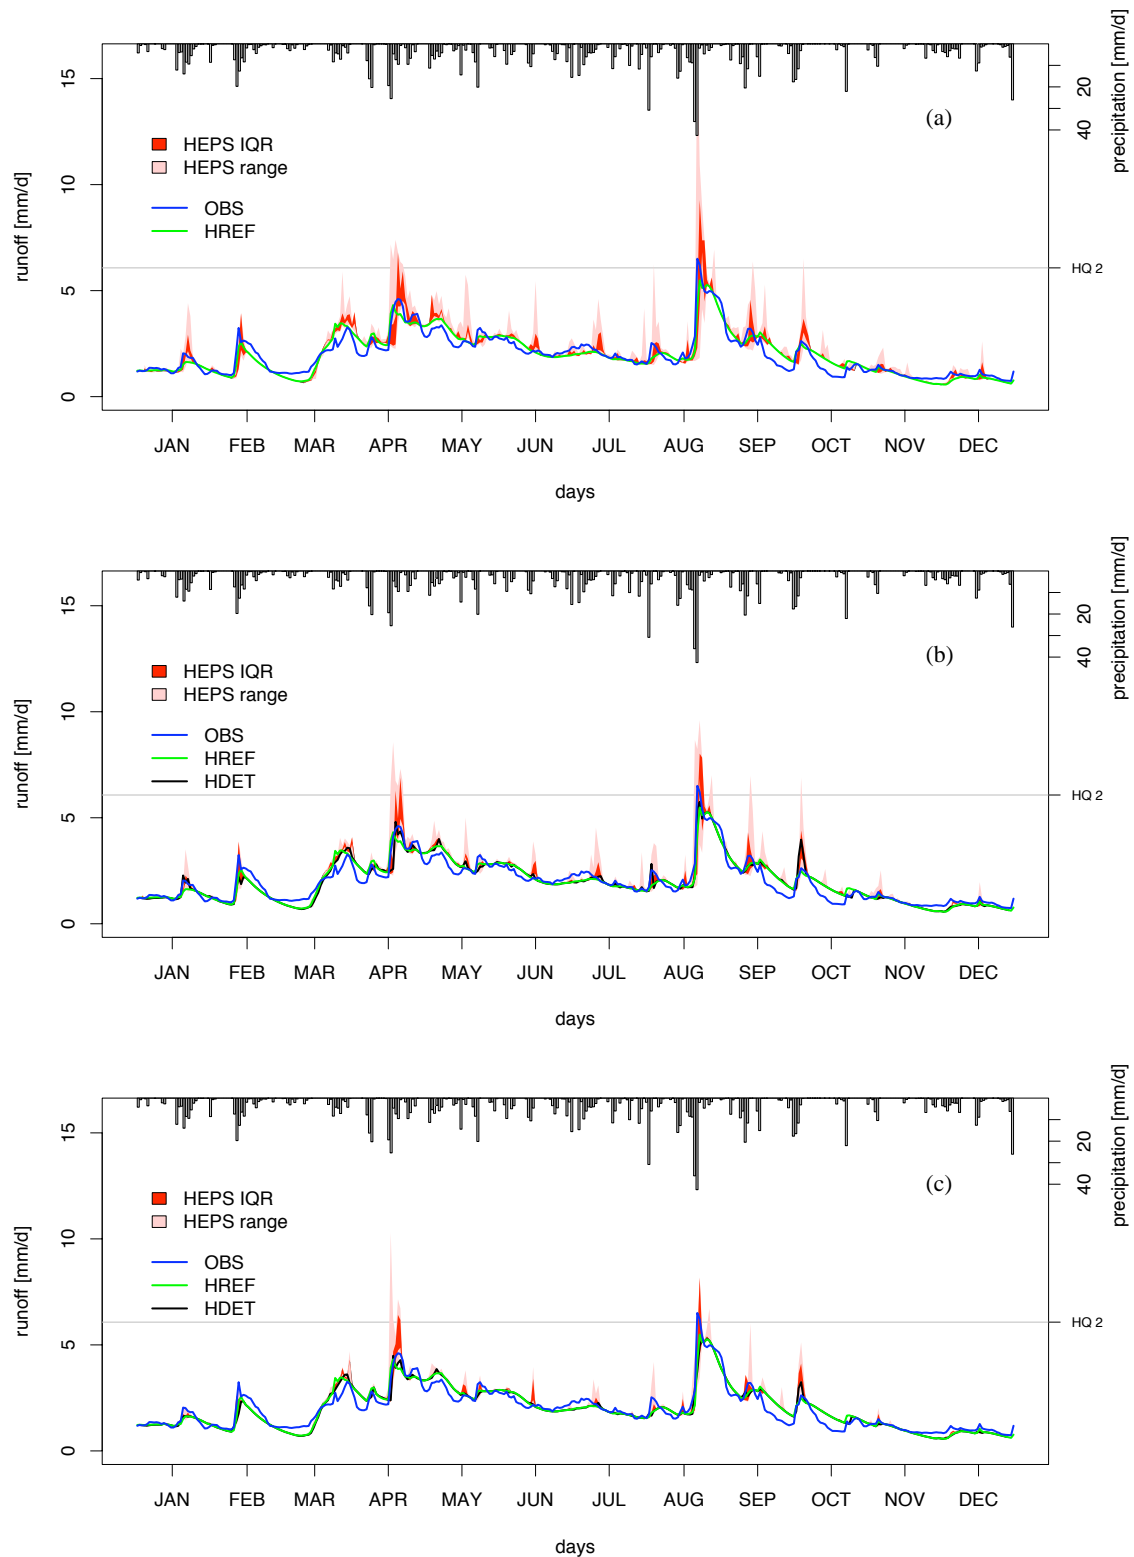 precipitation [mm/d]
runoff [mm/d]
15
10
5
0
20
40
(a)
HEPS IQR
HEPS range
OBS
HREF
HQ 2
JAN FEB MAR APR MAY JUN JUL AUG SEP OCT NOV DEC
days
precipitation [mm/d]
runoff [mm/d]
15
10
5
0
20
40
(b)
HEPS IQR
HEPS range
OBS
HREF
HDET
HQ 2
JAN FEB MAR APR MAY JUN JUL AUG SEP OCT NOV DEC
days
precipitation [mm/d]
runoff [mm/d]
15
10
5
0
20
40
(c)
HEPS IQR
HEPS range
OBS
HREF
HDET
HQ 2
JAN FEB MAR APR MAY JUN JUL AUG SEP OCT NOV DEC
days